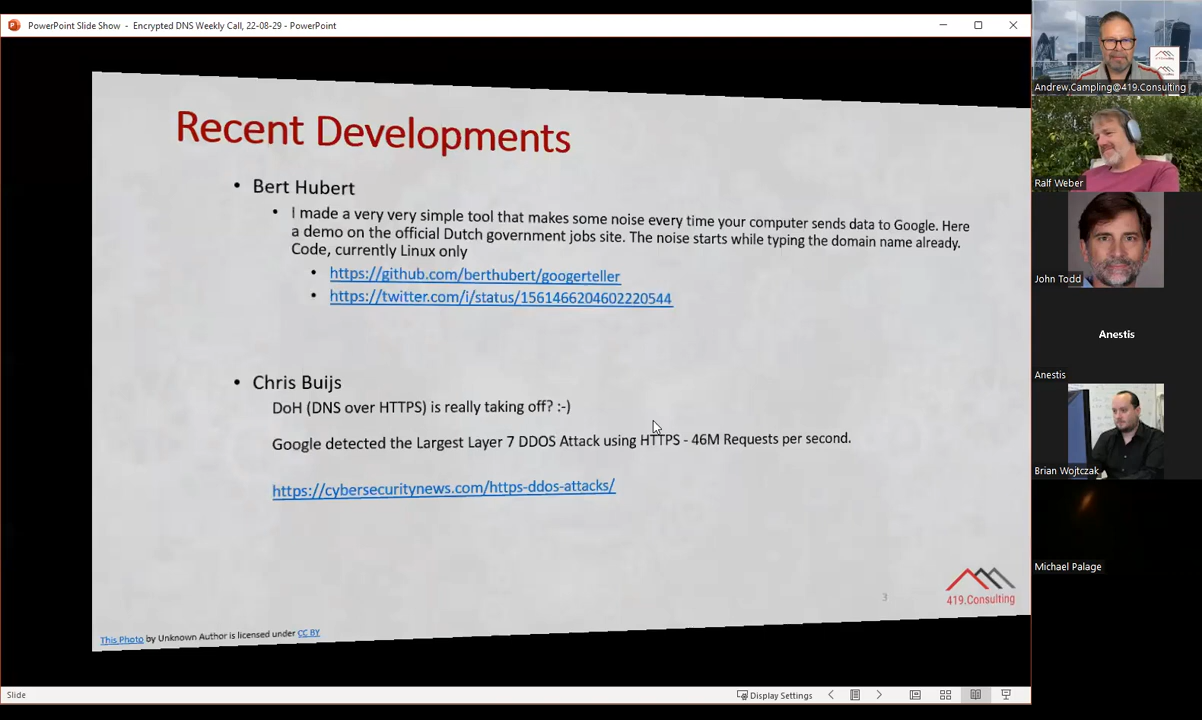 PowerPoint Slide Show - Encrypted DNS Weekly Call, 22-08-29 - PowerPoint
Recent Developments
• Bert Hubert
• I made a very very simple tool that makes some noise every time your computer sends data to Google. Here
a demo on the official Dutch government jobs site. The noise starts while typing the domain name already.
Code, currently Linux only
• https://github.com/berthubert/googerteller
• https://twitter.com/i/status/1561466204602220544
• Chris Buijs
DoH (DNS over HTTPS) is really taking off? :-)
Google detected the Largest Layer 7 DDOS Attack using HTTPS - 46M Requests per second.
https://cybersecuritynews.com/https-ddos-attacks/
3
419.Consulting
This Photo by Unknown Author is licensed under CC BY
Slide
Display Settings
Andrew.Campling@419.Consulting
Ralf Weber
John Todd
Anestis
Anestis
Brian Wojtczak
Michael Palage